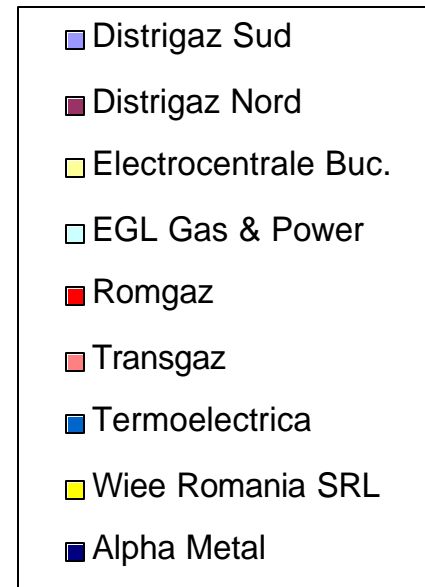 Distrigaz Sud
Distrigaz Nord
Electrocentrale Buc.
EGL Gas & Power
Romgaz
Transgaz
Termoelectrica
Wiee Romania SRL
Alpha Metal